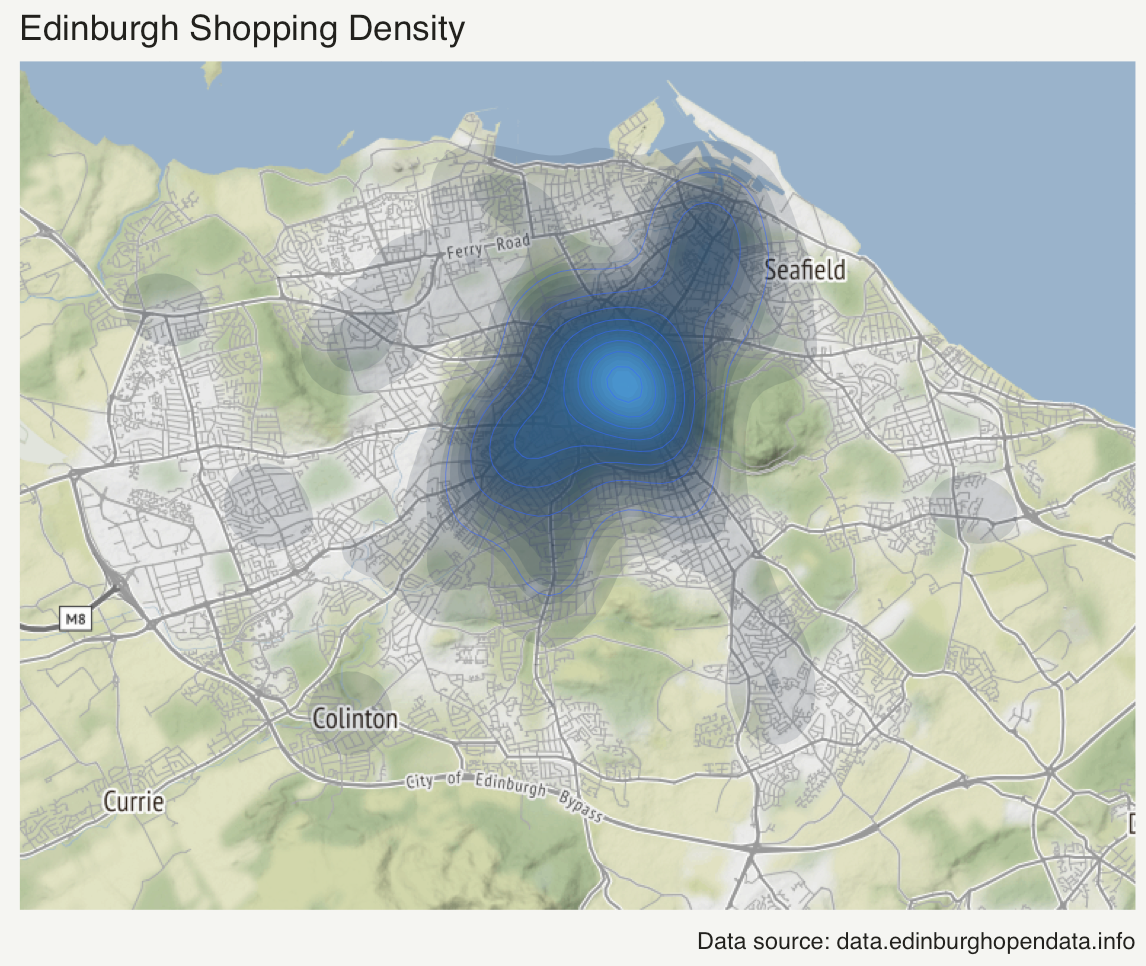 Edinburgh Shopping Density
Ferry Road
Seafield
M8
Colinton
City of Edinburgh Bypass
Currie
Data source: data.edinburghopendata.info